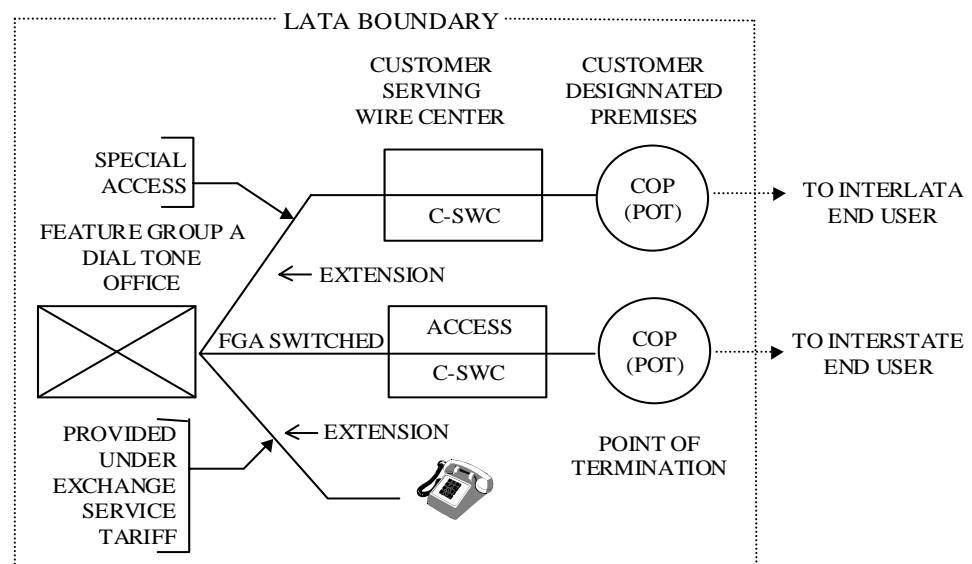 LATA BOUNDARY
CUSTOMER
SERVING
WIRE CENTER
CUSTOMER
DESIGNNATED
PREMISES
SPECIAL
ACCESS
COP
(POT)
C-SWC
TO INTERLATA
END USER
FEATURE GROUP A
DIAL TONE
OFFICE
EXTENSION
FGA SWITCHED
ACCESS
C-SWC
COP
(POT)
TO INTERSTATE
END USER
PROVIDED
UNDER
EXCHANGE
SERVICE
TARIFF
EXTENSION
POINT OF
TERMINATION